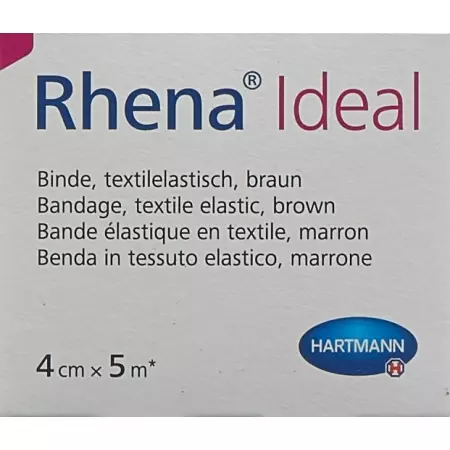 Rhena® Ideal
Binde, textilelastisch, braun
Bandage, textile elastic, brown
Bande élastique en textile, marron
Benda in tessuto elastico, marrone
4 cm x 5 m*
HARTMANN
H